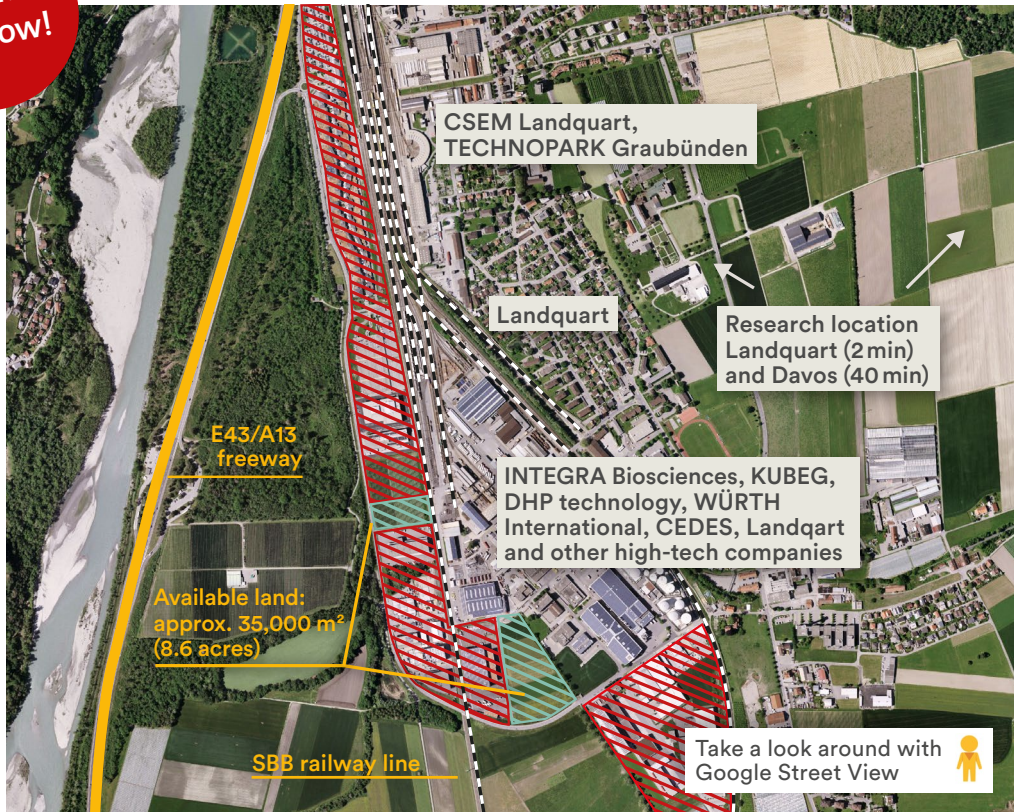 ow!
CSEM Landquart,
TECHNOPARK Graubünden
Landquart
Research location
Landquart (2 min)
and Davos (40 min)
E43/A13
freeway
INTEGRA Biosciences, KUBEG,
DHP technology, WÜRTH
International, CEDES, Landqart
and other high-tech companies
Available land:
approx. 35,000 m²
(8.6 acres)
SBB railway line
Take a look around with
Google Street View